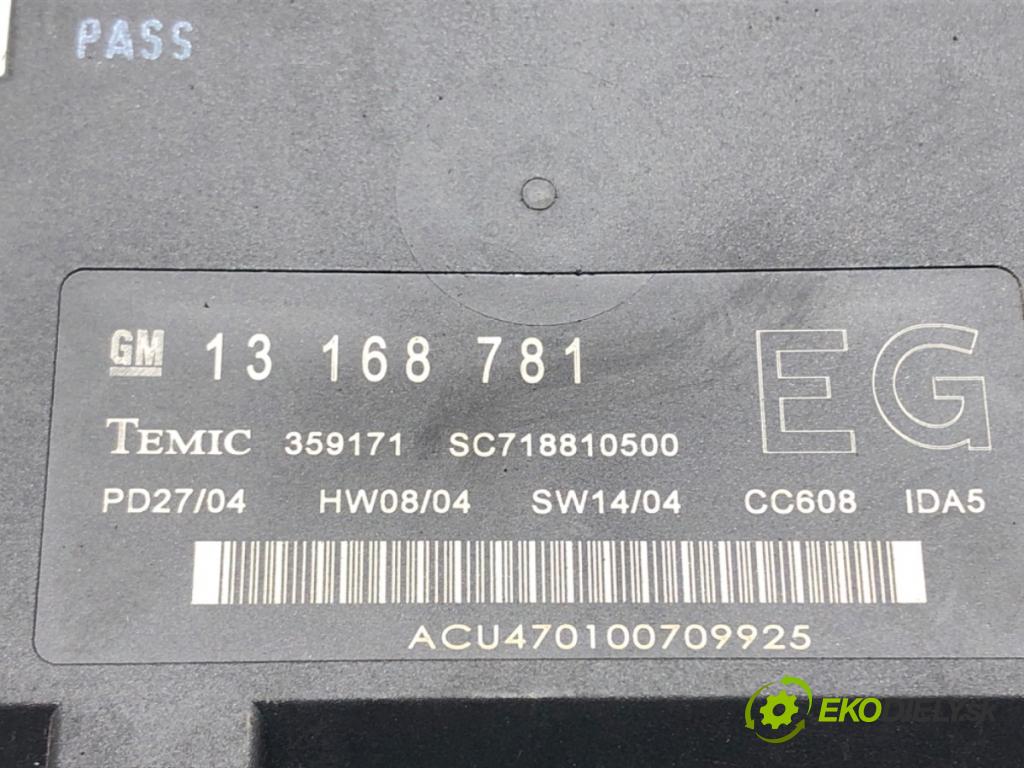 PASS
GM 13 168 781 EG
TEMIC 359171 SC718810500
PD27/04 HW08/04 SW14/04 CC608 IDA5
ACU470100709925
EKODIELY.SK